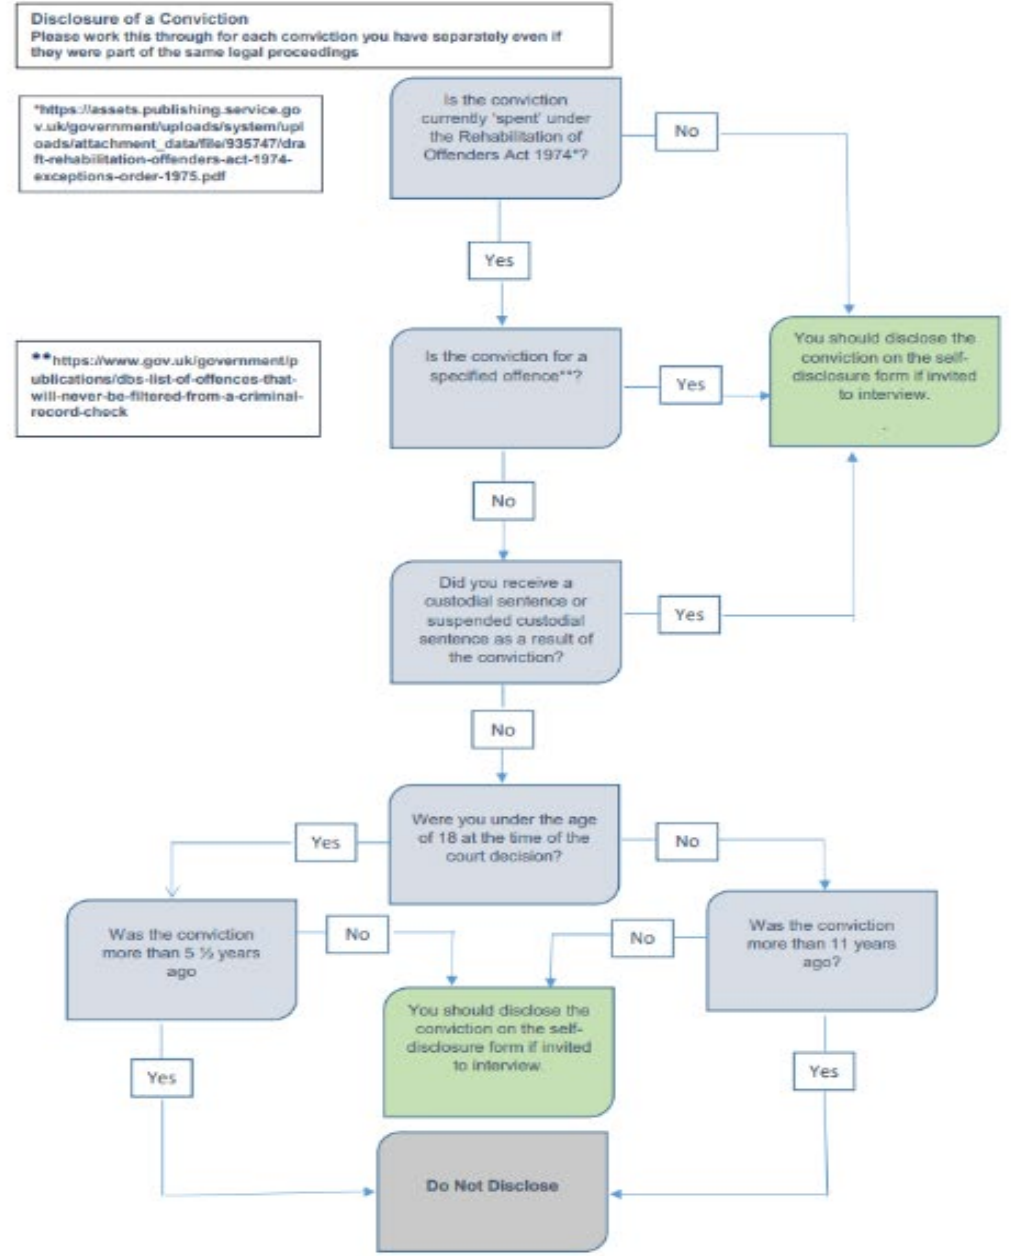 Disclosure of a Conviction
Please work this through for each conviction you have separately even if
they were part of the same legal proceedings
*https://assets.publishing.service.go
v.uk/government/uploads/system/upl
oads/attachment_data/file/935747/dra
ft-rehabilitation-offenders-act-1974-
exceptions-order-1975.pdf
Is the conviction
currently 'spent' under
the Rehabilitation of
Offenders Act 1974*?
No
Yes
**https://www.gov.uk/government/p
ublications/dbs-list-of-offences-that-
will-never-be-filtered-from-a-criminal-
record-check
Is the conviction for a
specified offence**?
Yes
You should disclose the
conviction on the self-
disclosure form if invited
to interview.
.
No
Did you receive a
custodial sentence or
suspended custodial
sentence as a result of
the conviction?
Yes
No
Were you under the age
of 18 at the time of the
court decision?
Yes
No
Was the conviction
more than 5 ½ years
ago
No
No
Was the conviction
more than 11 years
ago?
You should disclose the
conviction on the self-
disclosure form if invited
to interview.
Yes
Yes
Do Not Disclose